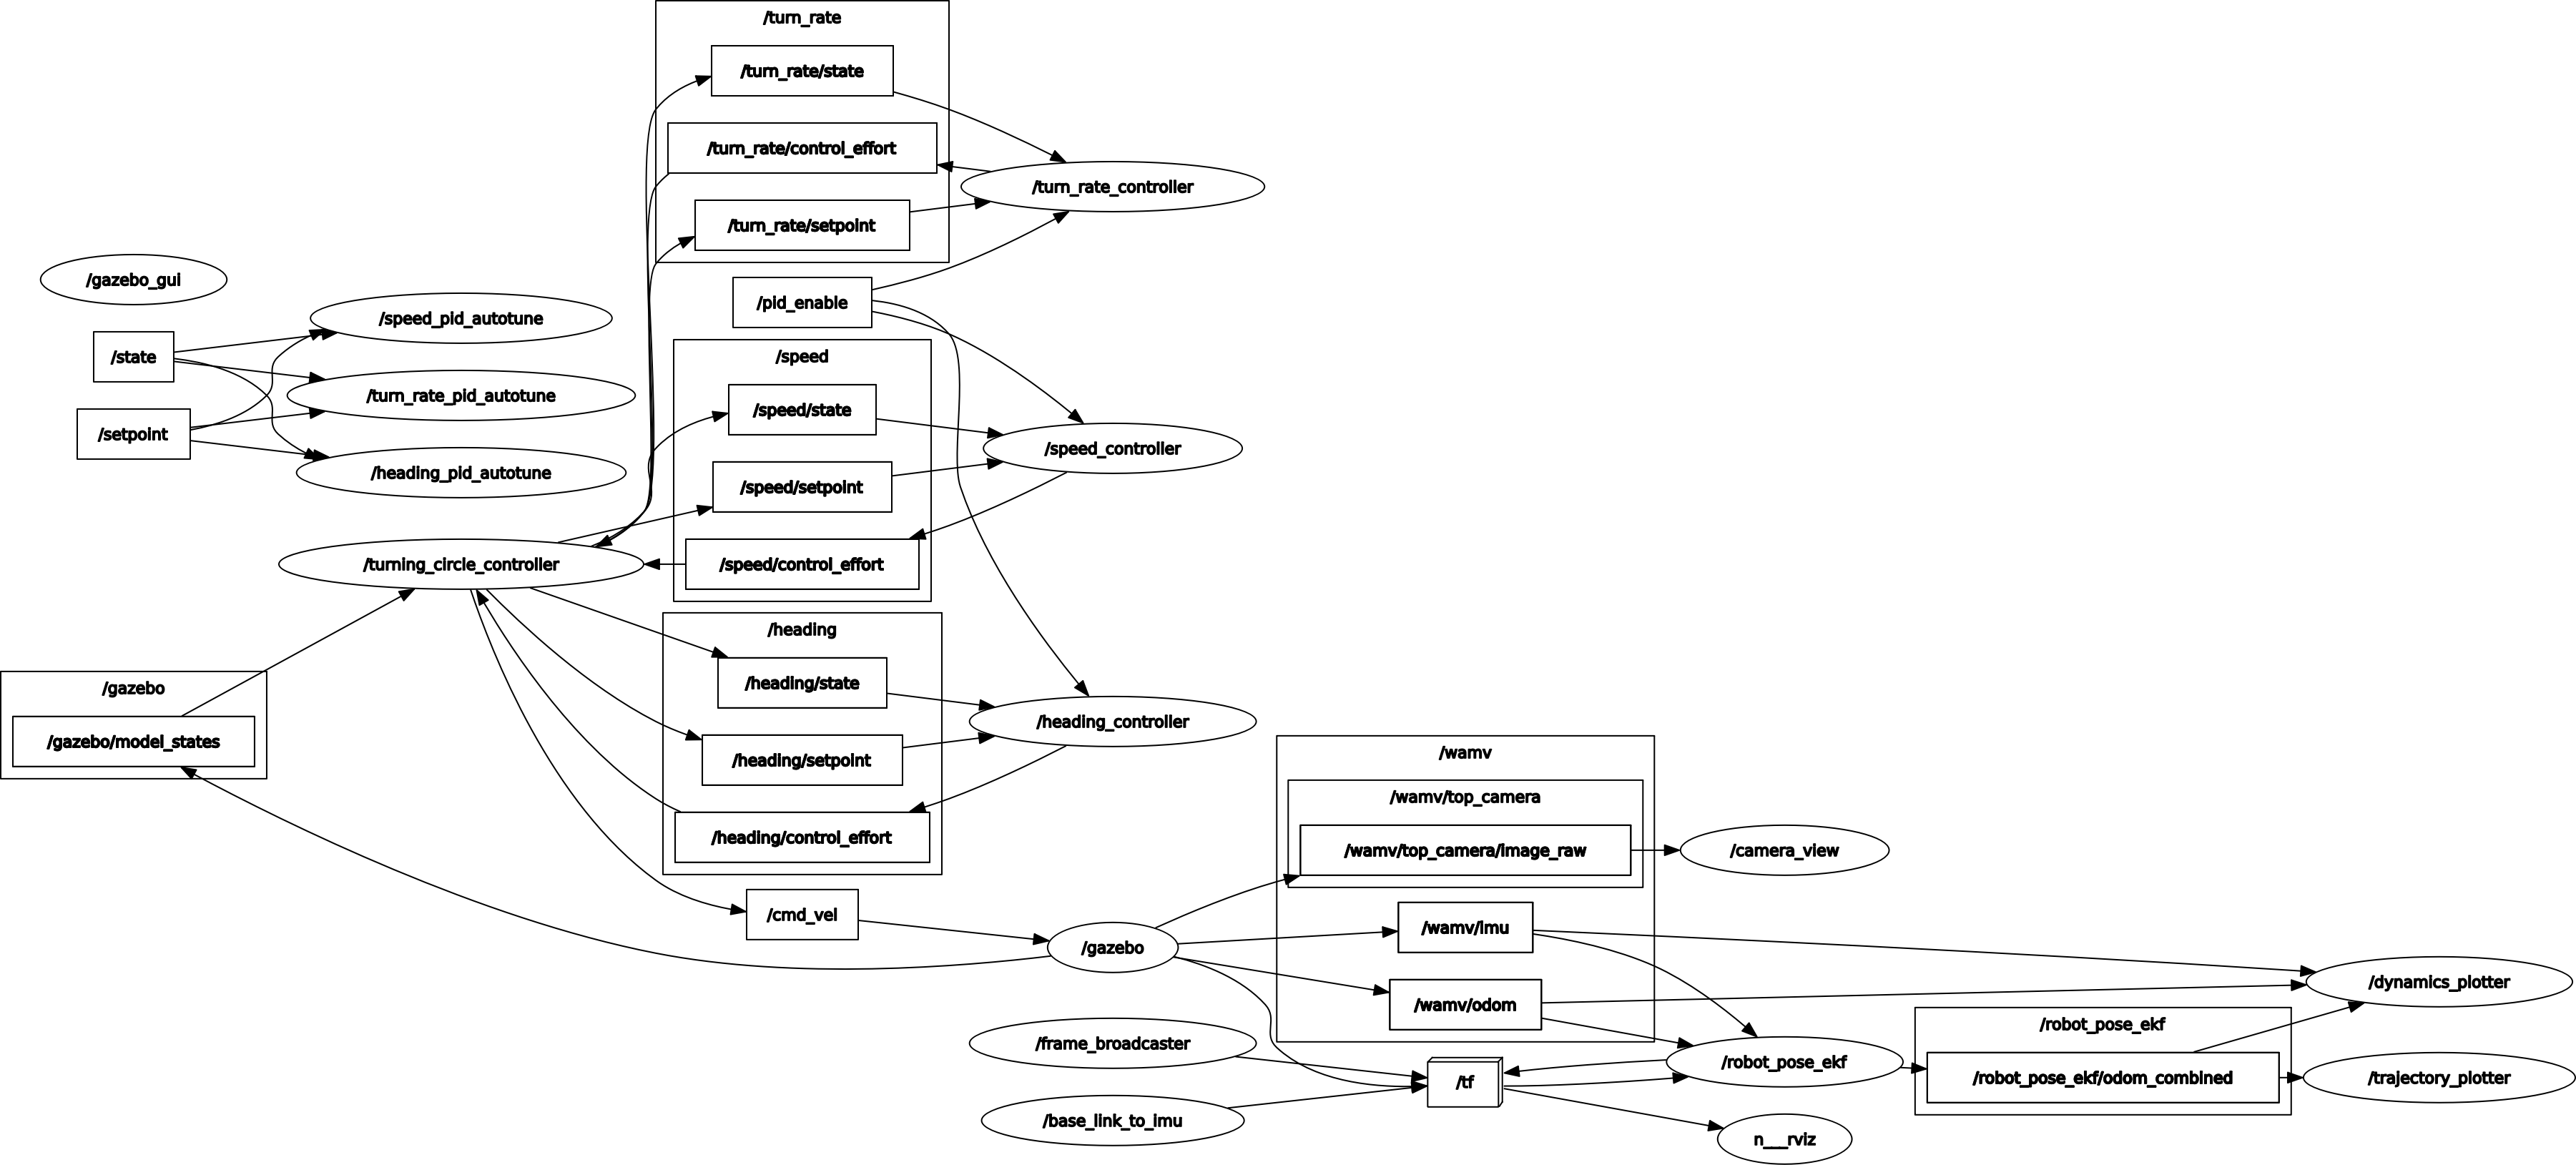 /turn_rate
/turn_rate/state
/turn_rate/control_effort
/turn_rate/setpoint
/turn_rate_controller
/gazebo_gui
/pid_enable
/speed_pid_autotune
/state
/turn_rate_pid_autotune
/setpoint
/heading_pid_autotune
/speed
/speed/state
/speed/setpoint
/speed/control_effort
/speed_controller
/turning_circle_controller
/heading
/heading/state
/heading/setpoint
/heading/control_effort
/heading_controller
/gazebo
/gazebo/model_states
/cmd_vel
/gazebo
/wamv
/wamv/top_camera
/wamv/top_camera/image_raw
/camera_view
/wamv/imu
/wamv/odom
/dynamics_plotter
/frame_broadcaster
/tf
/robot_pose_ekf
/robot_pose_ekf
/robot_pose_ekf/odom_combined
/trajectory_plotter
/base_link_to_imu
n___rviz